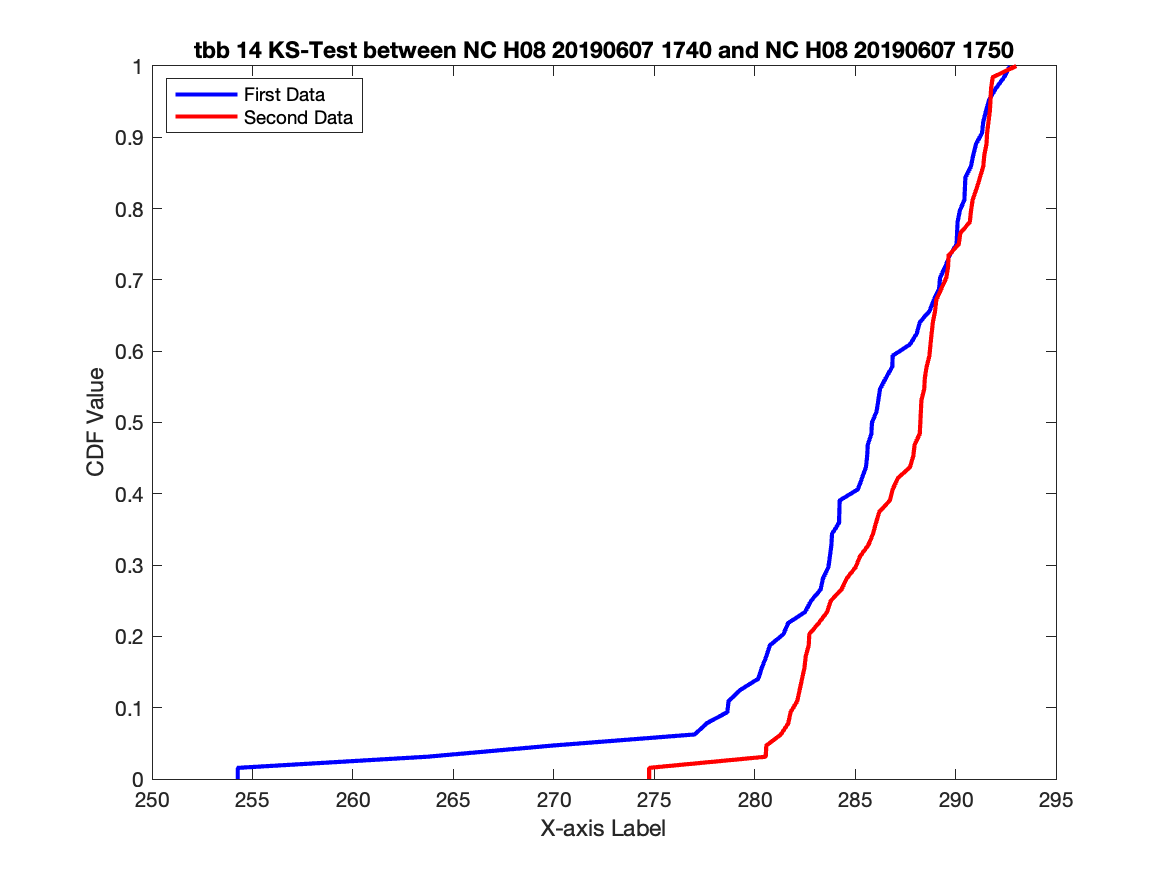 tbb 14 KS-Test between NC H08 20190607 1740 and NC H08 20190607 1750
First Data
Second Data
CDF Value
1
0.9
0.8
0.7
0.6
0.5
0.4
0.3
0.2
0.1
0
250 255 260 265 270 275 280 285 290 295
X-axis Label